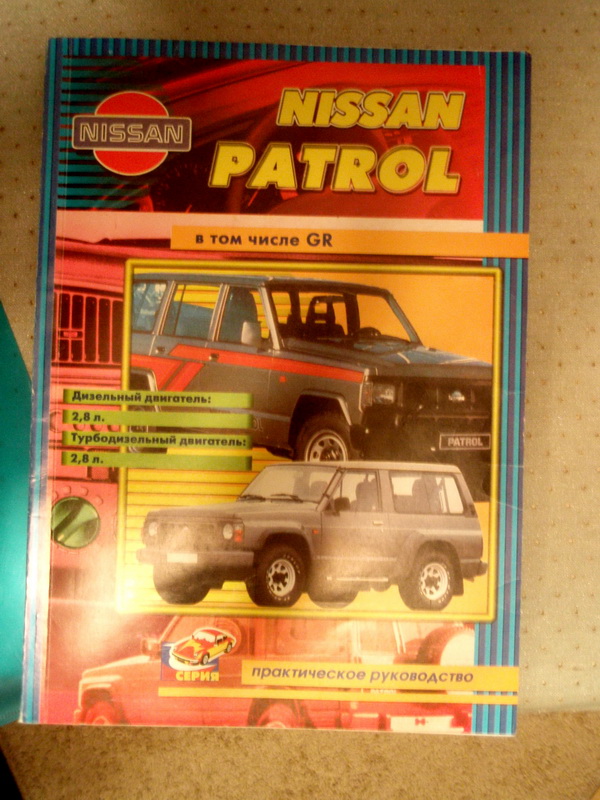 NISSAN
NISSAN
PATROL
в том числе GR
Дизельный двигатель:
2,8 л.
Турбодизельный двигатель:
2,8 л.
PATROL
СЕРИЯ
практическое руководство